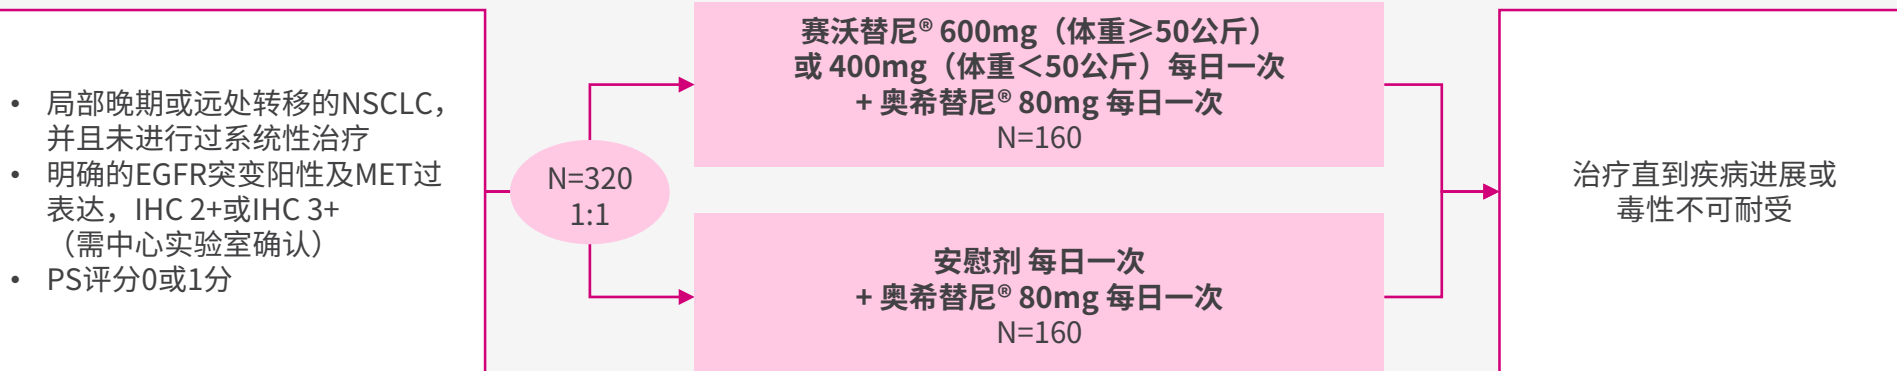 • 局部晚期或远处转移的NSCLC，
并且未进行过系统性治疗
• 明确的EGFR突变阳性及MET过
表达，IHC 2+或IHC 3+
（需中心实验室确认）
• PS评分0或1分
N=320
1:1
赛沃替尼® 600mg（体重≥50公斤）
或 400mg（体重＜50公斤）每日一次
+ 奥希替尼® 80mg 每日一次
N=160
安慰剂 每日一次
+ 奥希替尼® 80mg 每日一次
N=160
治疗直到疾病进展或
毒性不可耐受